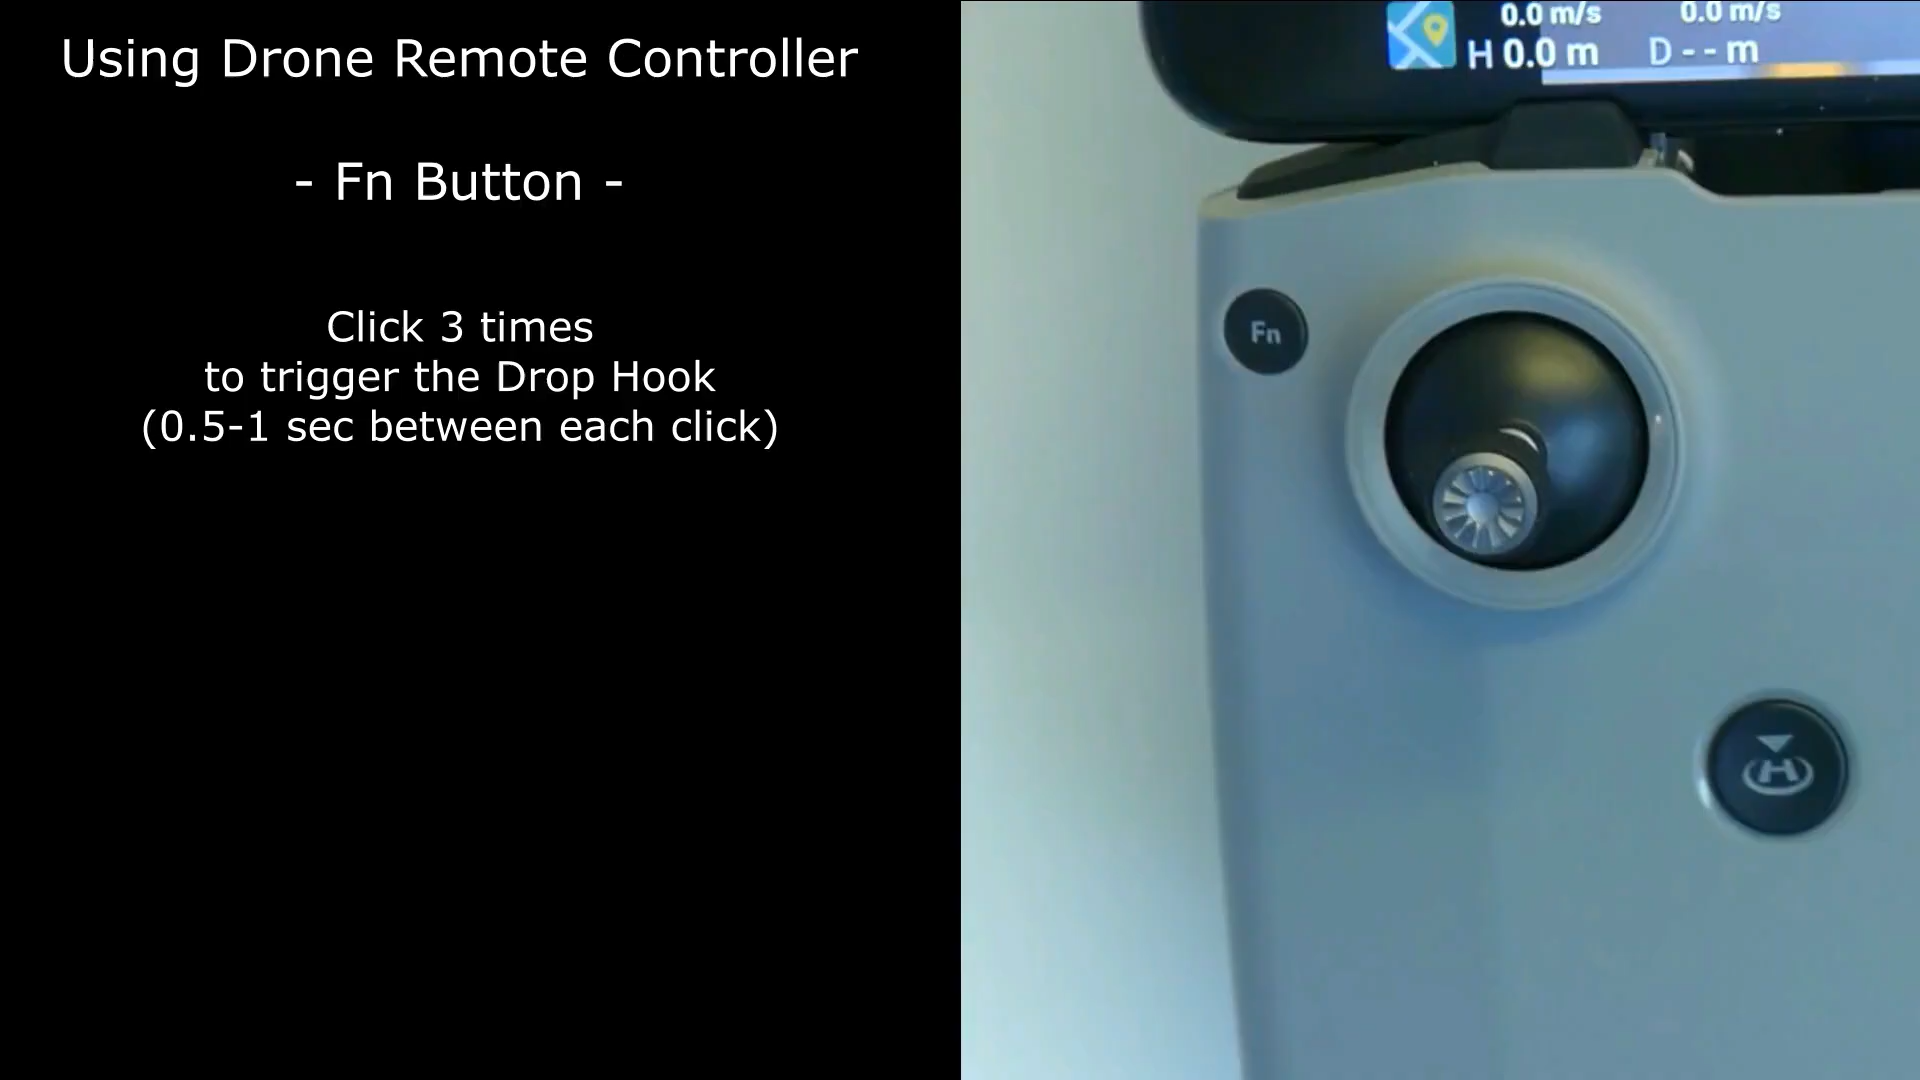 Using Drone Remote Controller
- Fn Button -
Click 3 times
to trigger the Drop Hook
(0.5-1 sec between each click)
0.0 m/s 0.0 m/s
H 0.0 m D - - m
Fn
H